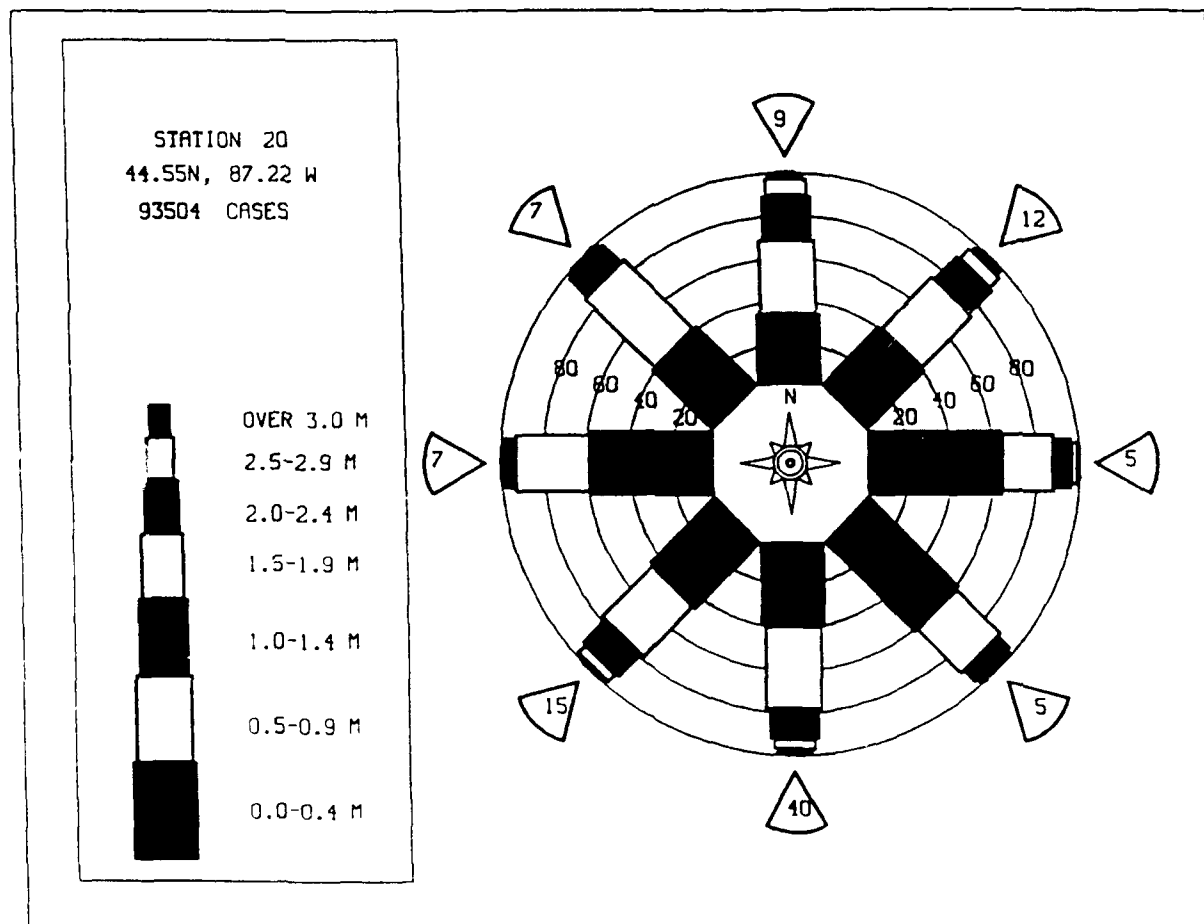 STATION 20
44.55N, 87.22 W
93504 CASES
OVER 3.0 M
2.5-2.9 M
2.0-2.4 M
1.5-1.9 M
1.0-1.4 M
0.5-0.9 M
0.0-0.4 M
9
7
12
80
60
40
20
N
20
40
60
80
7
5
15
5
40